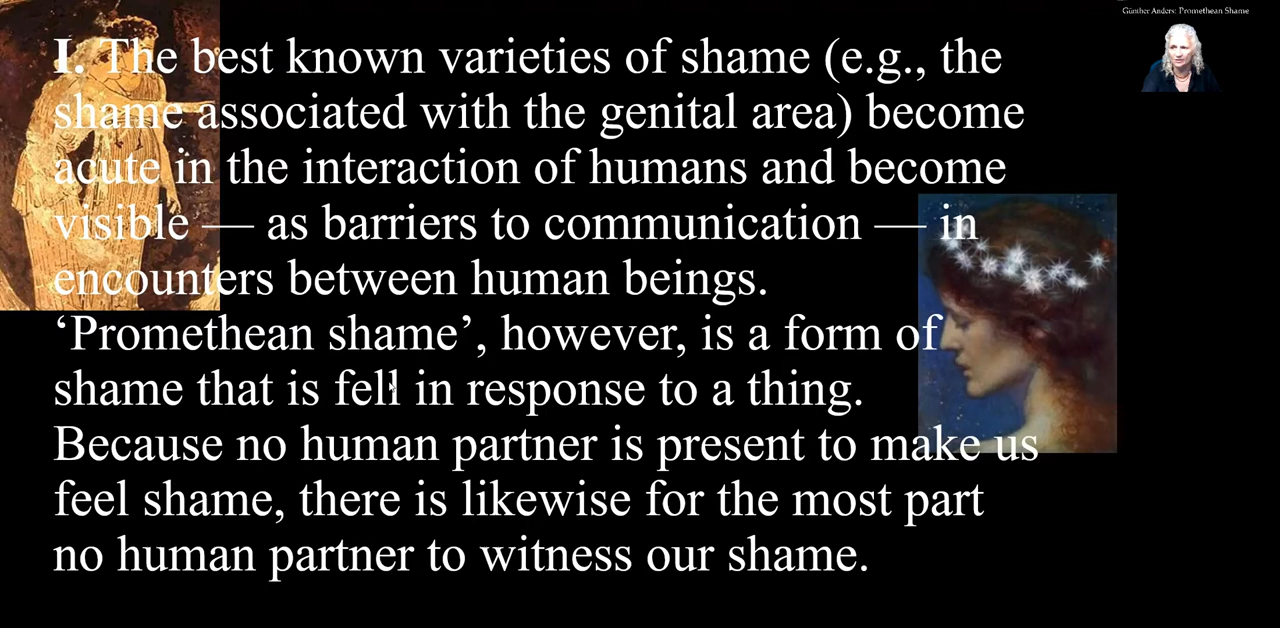 Günther Anders: Promethean Shame
I. The best known varieties of shame (e.g., the
shame associated with the genital area) become
acute in the interaction of humans and become
visible — as barriers to communication — in
encounters between human beings.
‘Promethean shame’, however, is a form of
shame that is fell in response to a thing.
Because no human partner is present to make us
feel shame, there is likewise for the most part
no human partner to witness our shame.